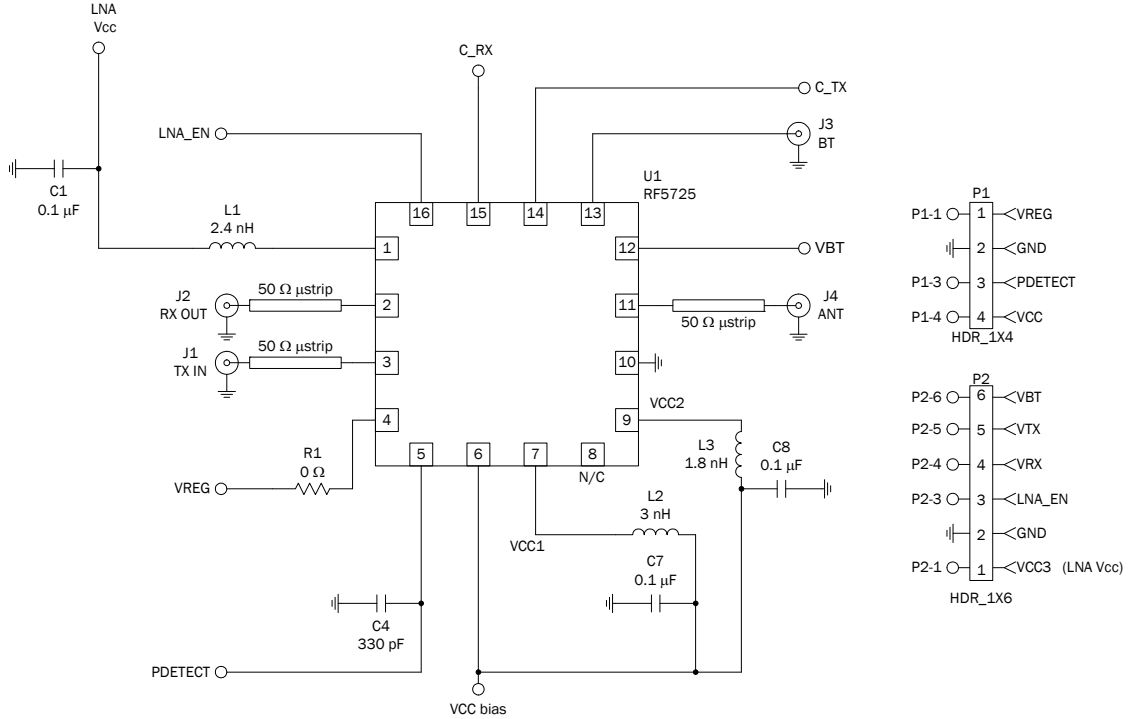 LNA
Vcc
C_RX
C_TX
LNA_EN
J3
BT
C1
0.1 µF
U1
RF5725
L1
2.4 nH
16
15
14
13
1
12
VBT
J2
RX OUT
50 Ω µstrip
2
11
50 Ω µstrip
J4
ANT
J1
TX IN
50 Ω µstrip
3
10
4
9
VCC2
R1
0 Ω
VREG
5
6
7
8
N/C
L3
1.8 nH
C8
0.1 µF
L2
3 nH
VCC1
C7
0.1 µF
C4
330 pF
PDETECT
VCC bias
P1
P1-1 1 VREG
2 GND
P1-3 3 PDETECT
P1-4 4 VCC
HDR_1X4
P2
P2-6 6 VBT
P2-5 5 VTX
P2-4 4 VRX
P2-3 3 LNA_EN
2 GND
P2-1 1 VCC3 (LNA Vcc)
HDR_1X6